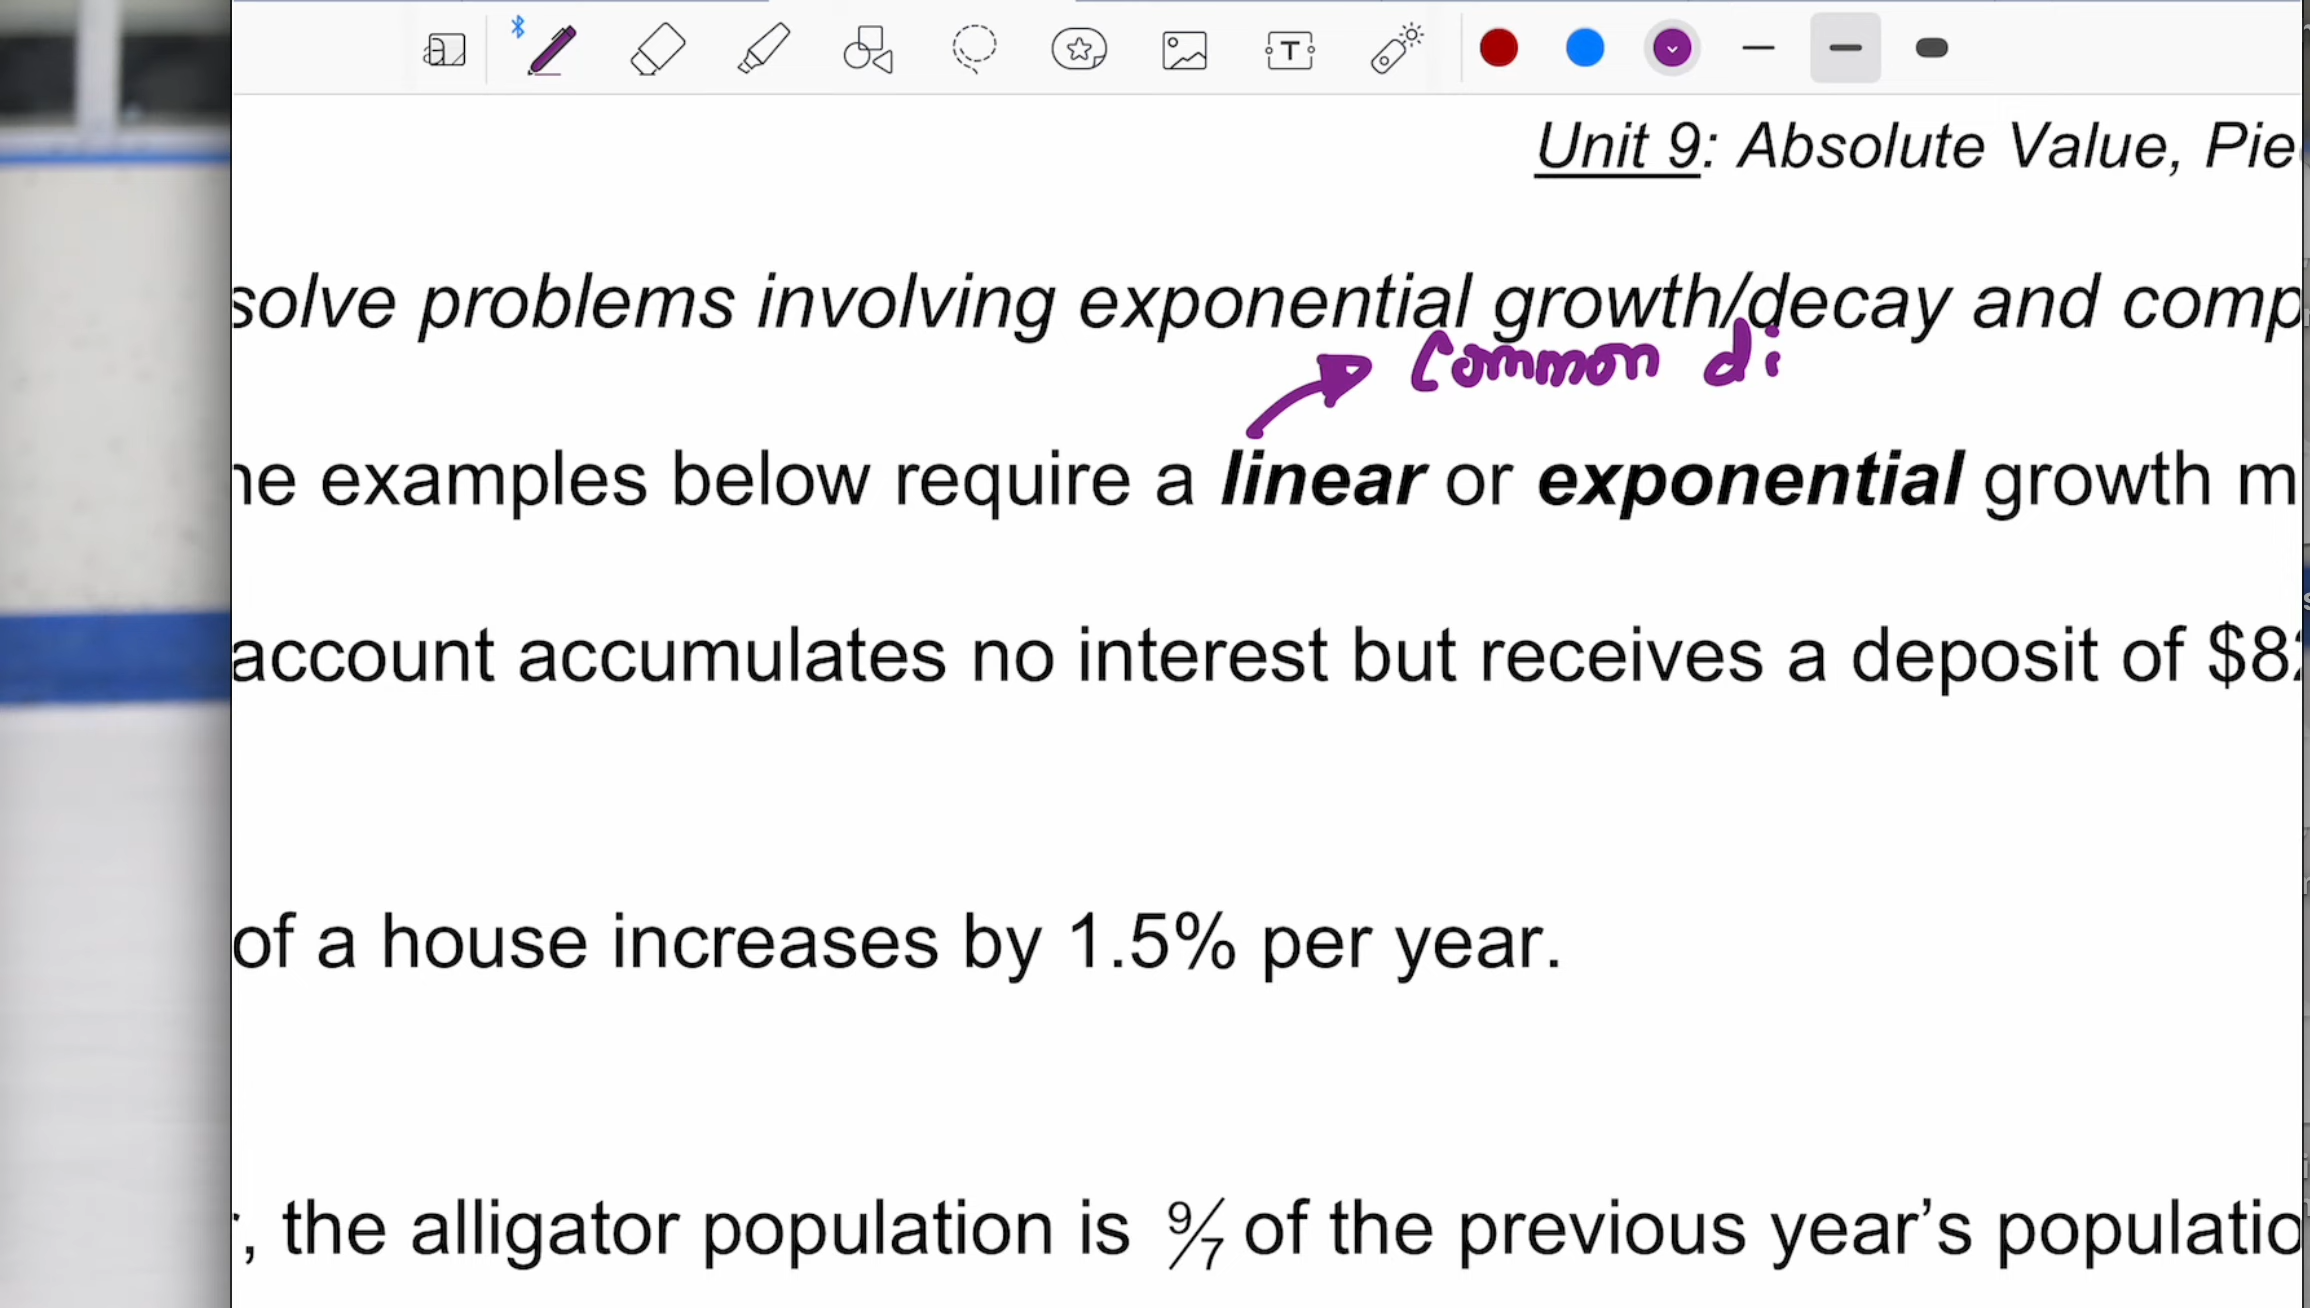 Unit 9: Absolute Value, Pie
solve problems involving exponential growth/decay and comp
Common di
he examples below require a linear or exponential growth m
account accumulates no interest but receives a deposit of $82
of a house increases by 1.5% per year.
, the alligator population is 9/7 of the previous year’s populatio